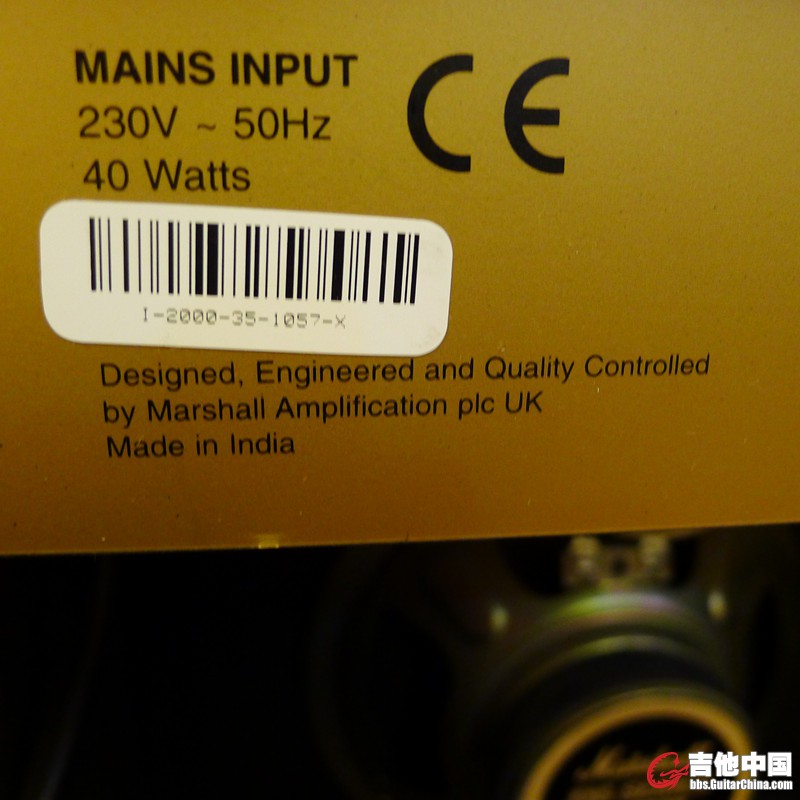 MAINS INPUT
230V ~ 50Hz
40 Watts
CE
I-2000-35-1057-X
Designed, Engineered and Quality Controlled
by Marshall Amplification plc UK
Made in India
吉他中国
bbs.GuitarChina.com